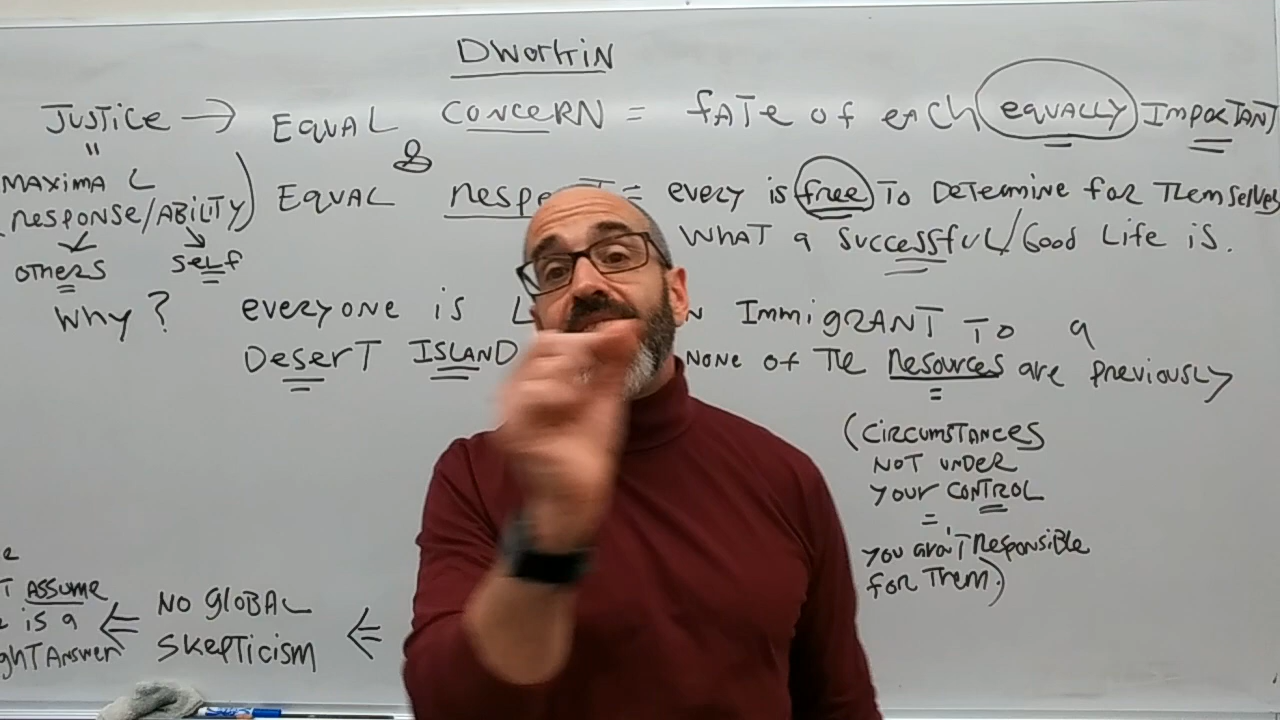 DWorkiN
JUSTiCE → EQUAL CONCERN = fATe of eACh equALLy IMPORTANT
"
&
MAXIMAL
RESPONSE/ABILITY) EQUAL = every is free TO DeTeRmine for THemselves
WHAT a successfuL/Good Life is.
OTHeRS SeLf
Why? everyone is ImmigRANT TO a
DeserT ISLAND NONE of THe Resources are previousLy
=
(CiRCUMSTANCES
NOT UNDER
your CONTROL
=
you aren'T Responsible
for THem.)
ASSUME
is a ⇐ NO GLOBAL ⇐
AnsweR SKepTiCiSm